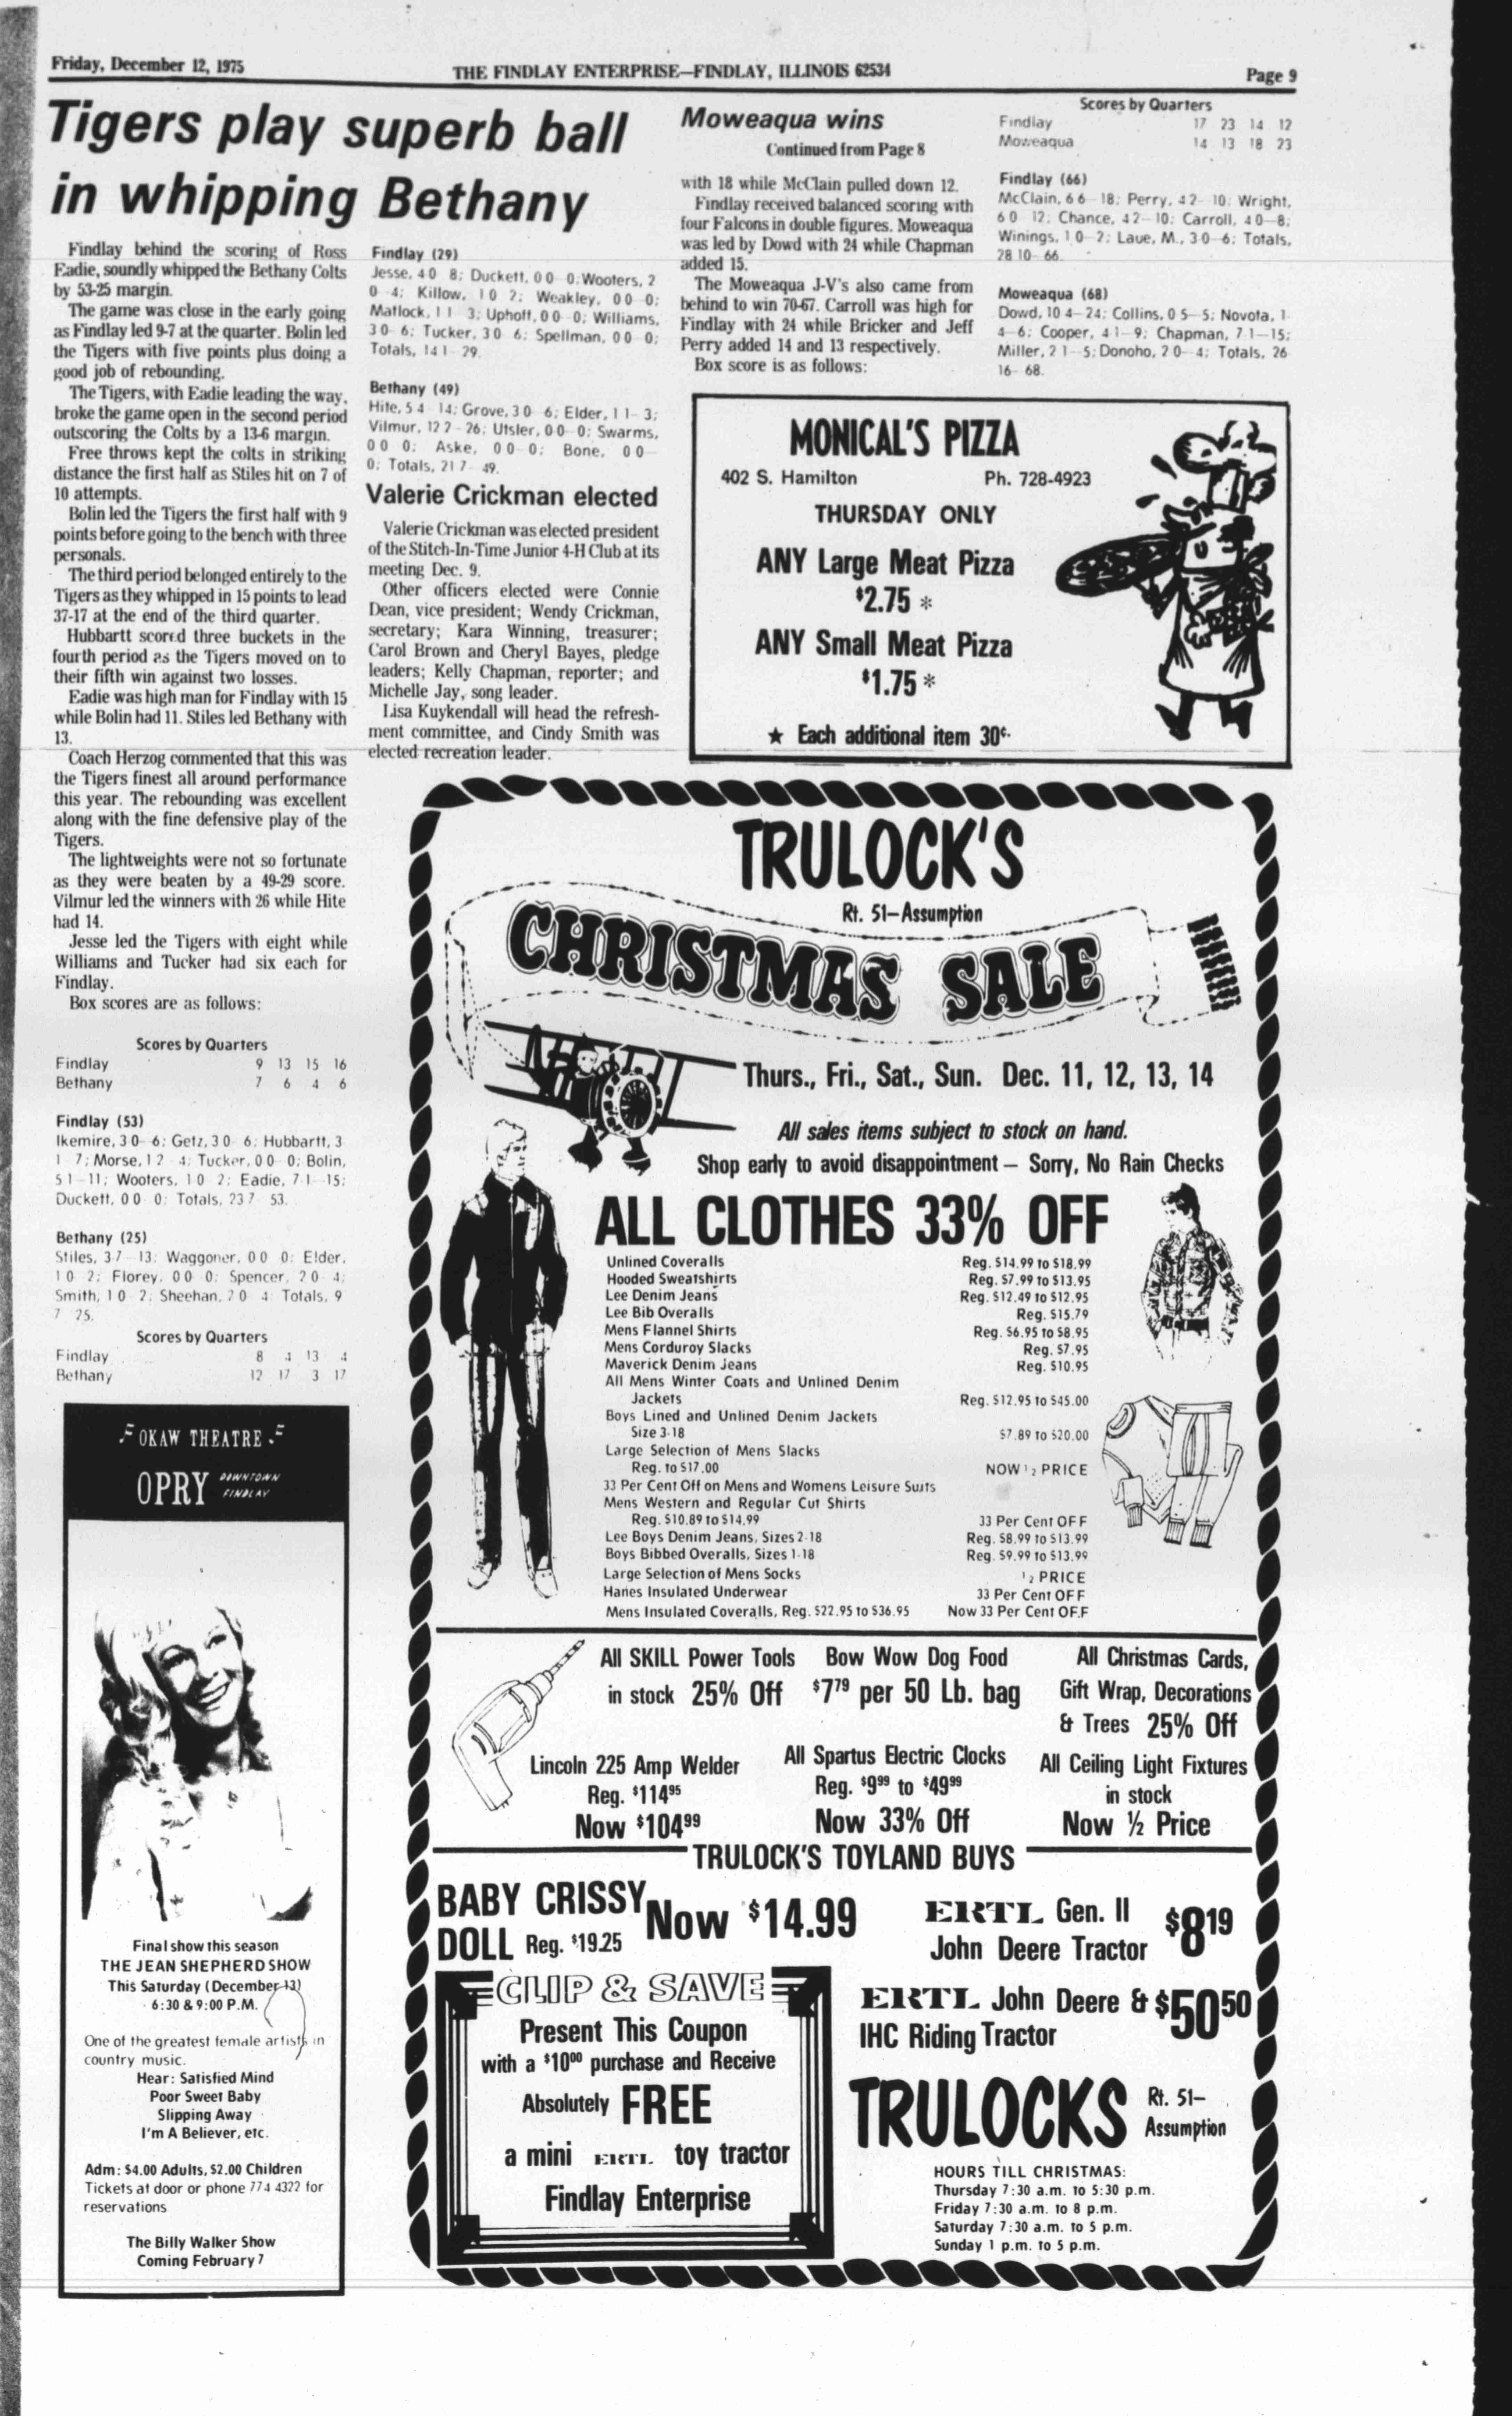 Friday, December 12, 1975
THE FINDLAY ENTERPRISE—FINDLAY, ILLINOIS 62534
Page 9
Tigers play superb ball
in whipping Bethany
Findlay behind the scoring of Ross
Eadie, soundly whipped the Bethany Colts
by 53-25 margin.
The game was close in the early going
as Findlay led 9-7 at the quarter. Bolin led
the Tigers with five points plus doing a
good job of rebounding.
The Tigers, with Eadie leading the way,
broke the game open in the second period
outscoring the Colts by a 13-6 margin.
Free throws kept the colts in striking
distance the first half as Stiles hit on 7 of
10 attempts.
Bolin led the Tigers the first half with 9
points before going to the bench with three
personals.
The third period belonged entirely to the
Tigers as they whipped in 15 points to lead
37-17 at the end of the third quarter.
Hubbartt scored three buckets in the
fourth period as the Tigers moved on to
their fifth win against two losses.
Eadie was high man for Findlay with 15
while Bolin had 11. Stiles led Bethany with
13.
Coach Herzog commented that this was
the Tigers finest all around performance
this year. The rebounding was excellent
along with the fine defensive play of the
Tigers.
The lightweights were not so fortunate
as they were beaten by a 49-29 score.
Vilmur led the winners with 26 while Hite
had 14.
Jesse led the Tigers with eight while
Williams and Tucker had six each for
Findlay.
Box scores are as follows:
Scores by Quarters
Findlay 9 13 15 16
Bethany 7 6 4 6
Findlay (53)
Ikemire, 3 0- 6; Getz, 3 0- 6; Hubbartt, 3
1 7; Morse, 1 2 4; Tucker, 0 0 0; Bolin,
5 1--11; Wooters, 1 0 2; Eadie, 7 1--15;
Duckett, 0 0 0; Totals, 23 7 53.
Bethany (25)
Stiles, 3 7- 13; Waggoner, 0 0 0; Elder,
1 0 2; Florey, 0 0 0; Spencer, 2 0 4;
Smith, 1 0 2; Sheehan, 2 0 4; Totals, 9
7 25.
Scores by Quarters
Findlay 8 4 13 4
Bethany 12 17 3 17
Findlay (29)
Jesse, 4 0 8; Duckett, 0 0 0; Wooters, 2
0 4; Killow, 1 0 2; Weakley, 0 0 0;
Matlock, 1 1 3; Uphoff, 0 0 0; Williams,
3 0 6; Tucker, 3 0 6; Spellman, 0 0 0;
Totals, 14 1 29.
Bethany (49)
Hite, 5 4 14; Grove, 3 0 6; Elder, 1 1- 3;
Vilmur, 12 2 - 26; Utsler, 0 0 0; Swarms,
0 0 0; Aske, 0 0 0; Bone, 0 0--
0; Totals, 21 7 49.
Valerie Crickman elected
Valerie Crickman was elected president
of the Stitch-In-Time Junior 4-H Club at its
meeting Dec. 9.
Other officers elected were Connie
Dean, vice president; Wendy Crickman,
secretary; Kara Winning, treasurer;
Carol Brown and Cheryl Bayes, pledge
leaders; Kelly Chapman, reporter; and
Michelle Jay, song leader.
Lisa Kuykendall will head the refresh-
ment committee, and Cindy Smith was
elected recreation leader.
Moweaqua wins
Continued from Page 8
with 18 while McClain pulled down 12.
Findlay received balanced scoring with
four Falcons in double figures. Moweaqua
was led by Dowd with 24 while Chapman
added 15.
The Moweaqua J-V's also came from
behind to win 70-67. Carroll was high for
Findlay with 24 while Bricker and Jeff
Perry added 14 and 13 respectively.
Box score is as follows:
Scores by Quarters
Findlay 17 23 14 12
Moweaqua 14 13 18 23
Findlay (66)
McClain, 6 6- 18; Perry, 4 2- 10; Wright,
6 0 12; Chance, 4 2--10; Carroll, 4 0--8;
Winings, 1 0--2; Laue, M., 3 0-6; Totals,
28 10- 66.
Moweaqua (68)
Dowd, 10 4--24; Collins, 0 5--5; Novota, 1-
4--6; Cooper, 4 1--9; Chapman, 7 1--15;
Miller, 2 1--5; Donoho, 2 0--4; Totals, 26
16- 68.
MONICAL'S PIZZA
402 S. Hamilton Ph. 728-4923
THURSDAY ONLY
ANY Large Meat Pizza
$2.75 *
ANY Small Meat Pizza
$1.75 *
★ Each additional item 30¢.
TRULOCK'S
Rt. 51–Assumption
CHRISTMAS SALE
Thurs., Fri., Sat., Sun. Dec. 11, 12, 13, 14
All sales items subject to stock on hand.
Shop early to avoid disappointment – Sorry, No Rain Checks
ALL CLOTHES 33% OFF
Unlined Coveralls Reg. $14.99 to $18.99
Hooded Sweatshirts Reg. $7.99 to $13.95
Lee Denim Jeans Reg. $12.49 to $12.95
Lee Bib Overalls Reg. $15.79
Mens Flannel Shirts Reg. $6.95 to $8.95
Mens Corduroy Slacks Reg. $7.95
Maverick Denim Jeans Reg. $10.95
All Mens Winter Coats and Unlined Denim
Jackets Reg. $12.95 to $45.00
Boys Lined and Unlined Denim Jackets
Size 3-18 $7.89 to $20.00
Large Selection of Mens Slacks
Reg. to $17.00 NOW ½ PRICE
33 Per Cent Off on Mens and Womens Leisure Suits
Mens Western and Regular Cut Shirts
Reg. $10.89 to $14.99 33 Per Cent OFF
Lee Boys Denim Jeans, Sizes 2-18 Reg. $8.99 to $13.99
Boys Bibbed Overalls, Sizes 1-18 Reg. $9.99 to $13.99
Large Selection of Mens Socks ½ PRICE
Hanes Insulated Underwear 33 Per Cent OFF
Mens Insulated Coveralls, Reg. $22.95 to $36.95 Now 33 Per Cent OFF
All SKILL Power Tools
in stock 25% Off
Bow Wow Dog Food
$7.79 per 50 Lb. bag
All Christmas Cards,
Gift Wrap, Decorations
& Trees 25% Off
Lincoln 225 Amp Welder
Reg. $114.95
Now $104.99
All Spartus Electric Clocks
Reg. $9.99 to $49.99
Now 33% Off
All Ceiling Light Fixtures
in stock
Now ½ Price
TRULOCK'S TOYLAND BUYS
BABY CRISSY
DOLL Reg. $19.25
Now $14.99
ERTL Gen. II
John Deere Tractor $8.19
ERTL John Deere &
IHC Riding Tractor $50.50
CLIP & SAVE
Present This Coupon
with a $10.00 purchase and Receive
Absolutely FREE
a mini ERTL toy tractor
Findlay Enterprise
TRULOCKS
Rt. 51–
Assumption
HOURS TILL CHRISTMAS:
Thursday 7:30 a.m. to 5:30 p.m.
Friday 7:30 a.m. to 8 p.m.
Saturday 7:30 a.m. to 5 p.m.
Sunday 1 p.m. to 5 p.m.
OKAW THEATRE
OPRY DOWNTOWN
FINDLAY
Final show this season
THE JEAN SHEPHERD SHOW
This Saturday (December 13)
6:30 & 9:00 P.M.
One of the greatest female artists in
country music.
Hear: Satisfied Mind
Poor Sweet Baby
Slipping Away
I'm A Believer, etc.
Adm: $4.00 Adults, $2.00 Children
Tickets at door or phone 774 4322 for
reservations
The Billy Walker Show
Coming February 7